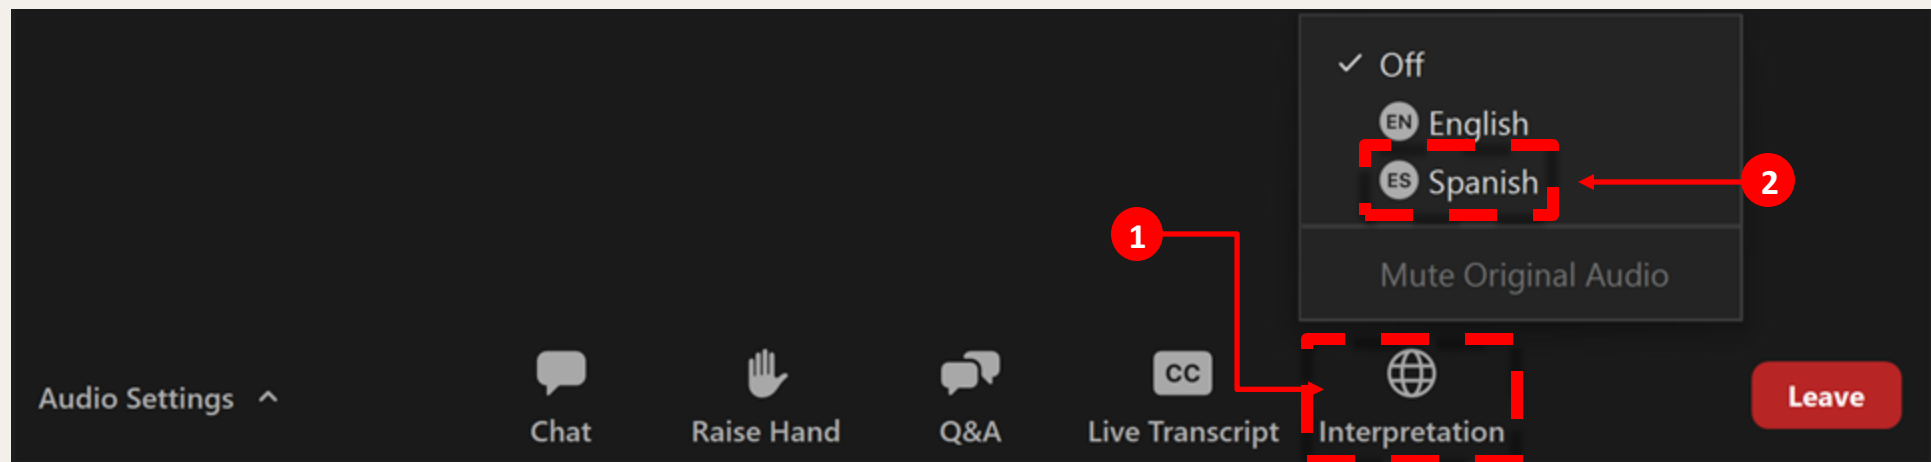 Off
EN English
ES Spanish
2
1
Mute Original Audio
Audio Settings
CC
Chat
Raise Hand
Q&A
Live Transcript
Interpretation
Leave